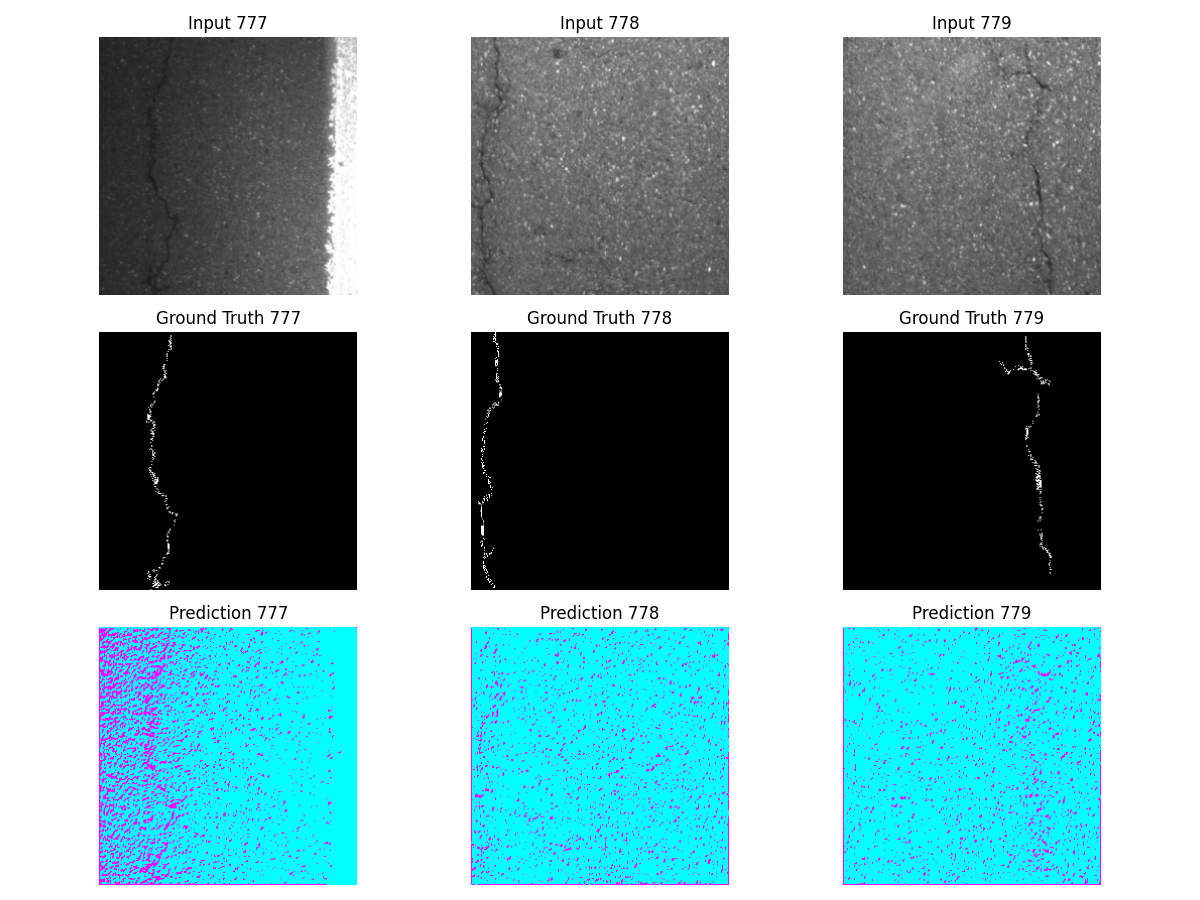 Input 777
Input 778
Input 779
Ground Truth 777
Ground Truth 778
Ground Truth 779
Prediction 777
Prediction 778
Prediction 779